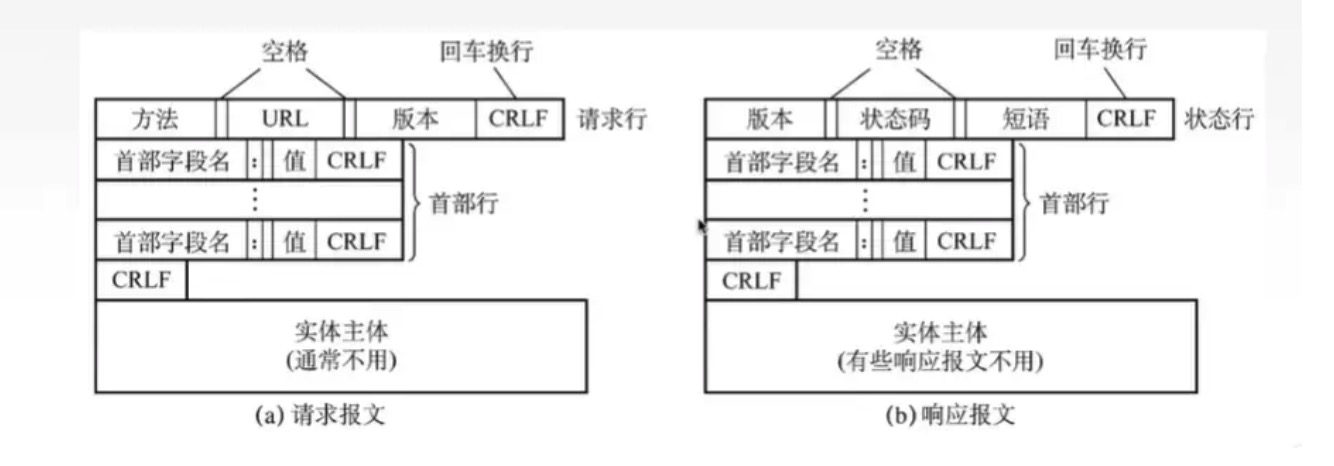 空格 回车换行
方法 URL 版本 CRLF 请求行
首部字段名 : 值 CRLF
⋮
首部行
首部字段名 : 值 CRLF
CRLF
实体主体
(通常不用)
(a) 请求报文
空格 回车换行
版本 状态码 短语 CRLF 状态行
首部字段名 : 值 CRLF
⋮
首部行
首部字段名 : 值 CRLF
CRLF
实体主体
(有些响应报文不用)
(b) 响应报文